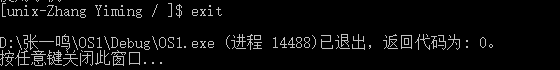 [unix-Zhang Yiming / ]$ exit
D:\张一鸣\OS1\Debug\OS1.exe (进程 14488)已退出，返回代码为: 0。
按任意键关闭此窗口...